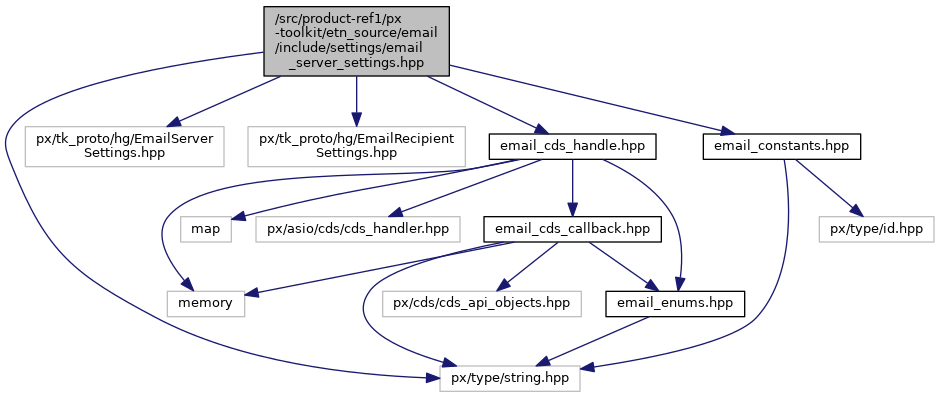 /src/product-ref1/px
-toolkit/etn_source/email
/include/settings/email
_server_settings.hpp
px/tk_proto/hg/EmailServer
Settings.hpp
px/tk_proto/hg/EmailRecipient
Settings.hpp
email_cds_handle.hpp
email_constants.hpp
map
px/asio/cds/cds_handler.hpp
email_cds_callback.hpp
px/type/id.hpp
memory
px/cds/cds_api_objects.hpp
email_enums.hpp
px/type/string.hpp